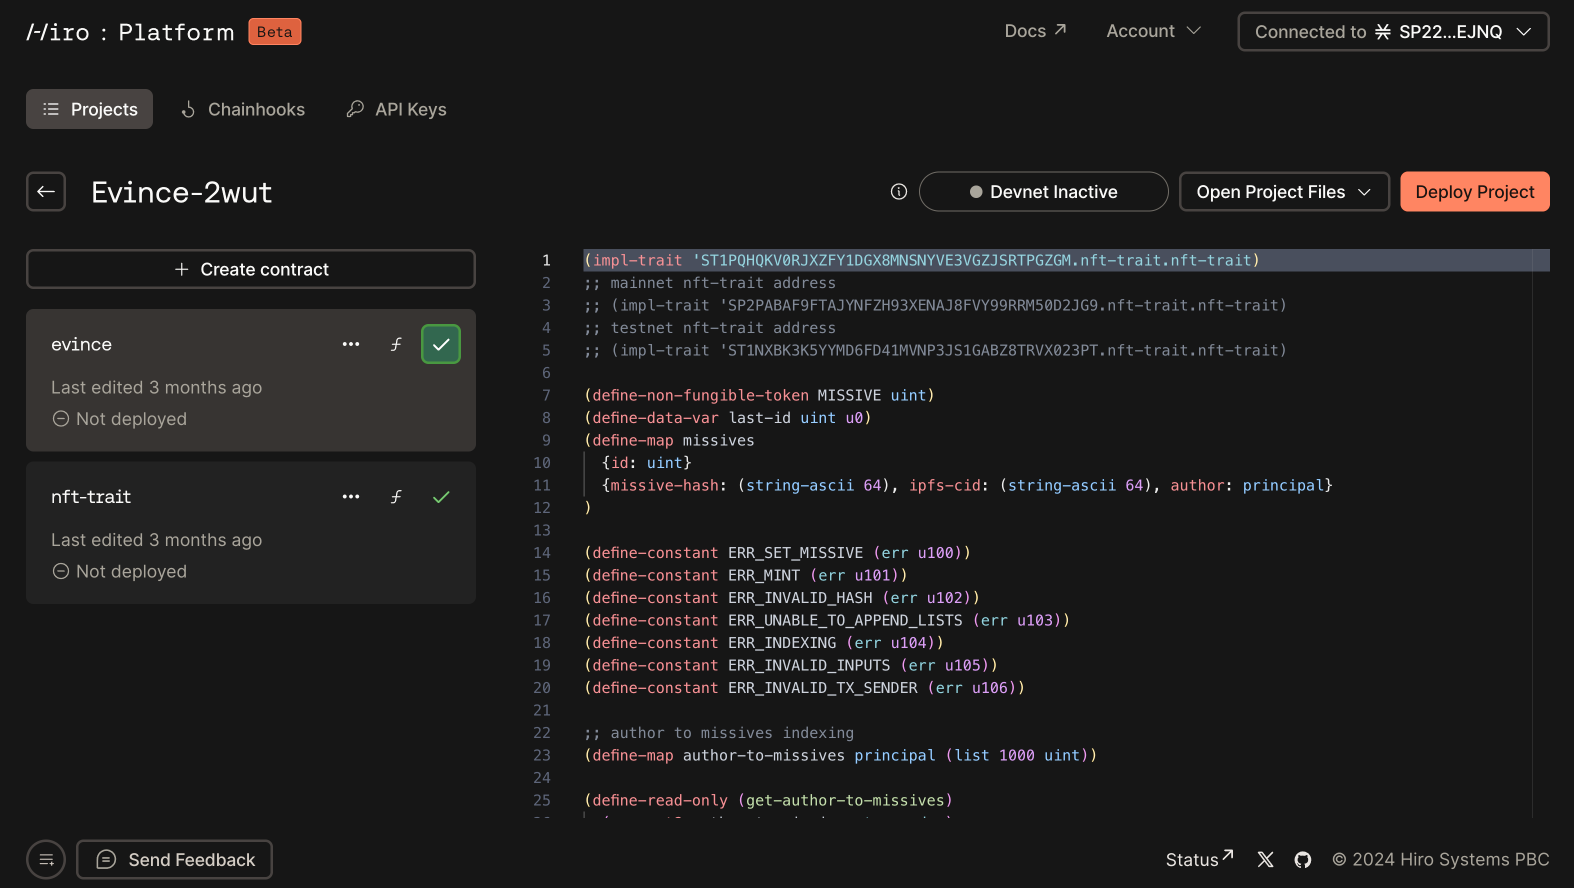 Hiro : Platform Beta
Docs Account Connected to SP22...EJNQ
Projects Chainhooks API Keys
Evince-2wut
Devnet Inactive Open Project Files Deploy Project
+ Create contract
evince
Last edited 3 months ago
Not deployed
nft-trait
Last edited 3 months ago
Not deployed
1 (impl-trait 'ST1PQHQKV0RJXZFY1DGX8MNSNYVE3VGZJSRTPGZGM.nft-trait.nft-trait)
2 ;; mainnet nft-trait address
3 ;; (impl-trait 'SP2PABAF9FTAJYNFZH93XENAJ8FVY99RRM50D2JG9.nft-trait.nft-trait)
4 ;; testnet nft-trait address
5 ;; (impl-trait 'ST1NXBK3K5YYMD6FD41MVNP3JS1GABZ8TRVX023PT.nft-trait.nft-trait)
6
7 (define-non-fungible-token MISSIVE uint)
8 (define-data-var last-id uint u0)
9 (define-map missives
10 {id: uint}
11 {missive-hash: (string-ascii 64), ipfs-cid: (string-ascii 64), author: principal}
12 )
13
14 (define-constant ERR_SET_MISSIVE (err u100))
15 (define-constant ERR_MINT (err u101))
16 (define-constant ERR_INVALID_HASH (err u102))
17 (define-constant ERR_UNABLE_TO_APPEND_LISTS (err u103))
18 (define-constant ERR_INDEXING (err u104))
19 (define-constant ERR_INVALID_INPUTS (err u105))
20 (define-constant ERR_INVALID_TX_SENDER (err u106))
21
22 ;; author to missives indexing
23 (define-map author-to-missives principal (list 1000 uint))
24
25 (define-read-only (get-author-to-missives)
Send Feedback
Status © 2024 Hiro Systems PBC